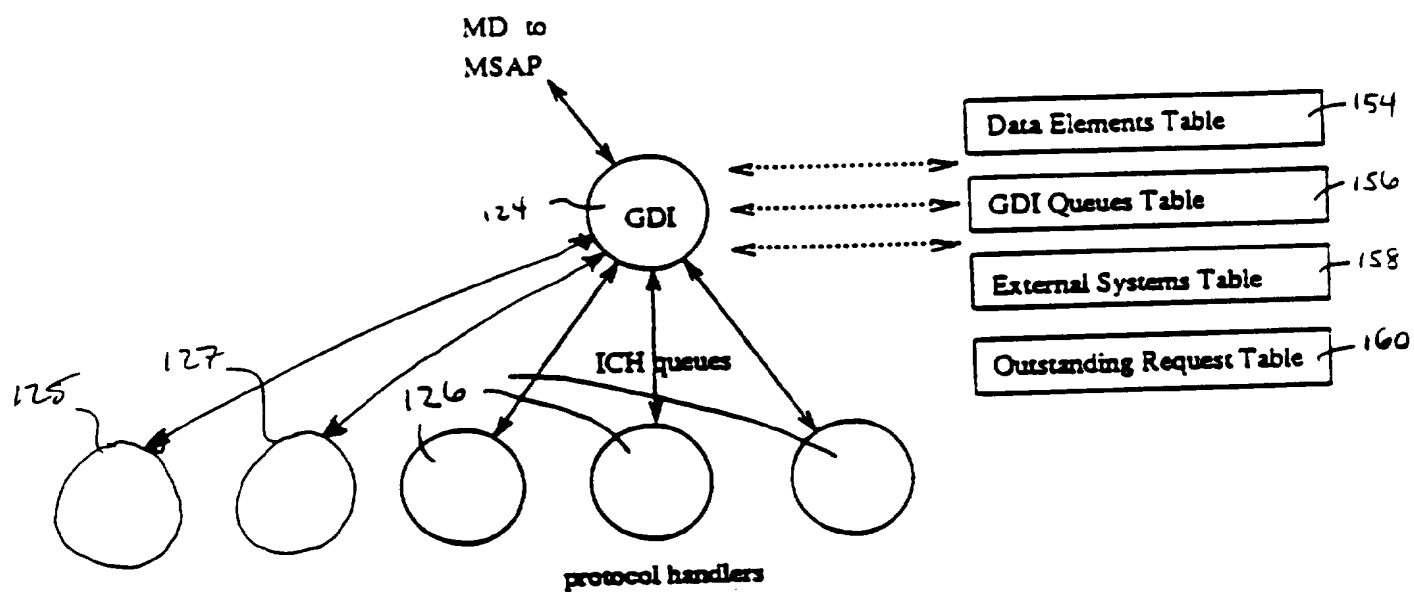 MD to
MSAP
Data Elements Table
154
124
GDI
GDI Queues Table
156
External Systems Table
158
127
ICH queues
Outstanding Request Table
160
125
126
protocol handlers